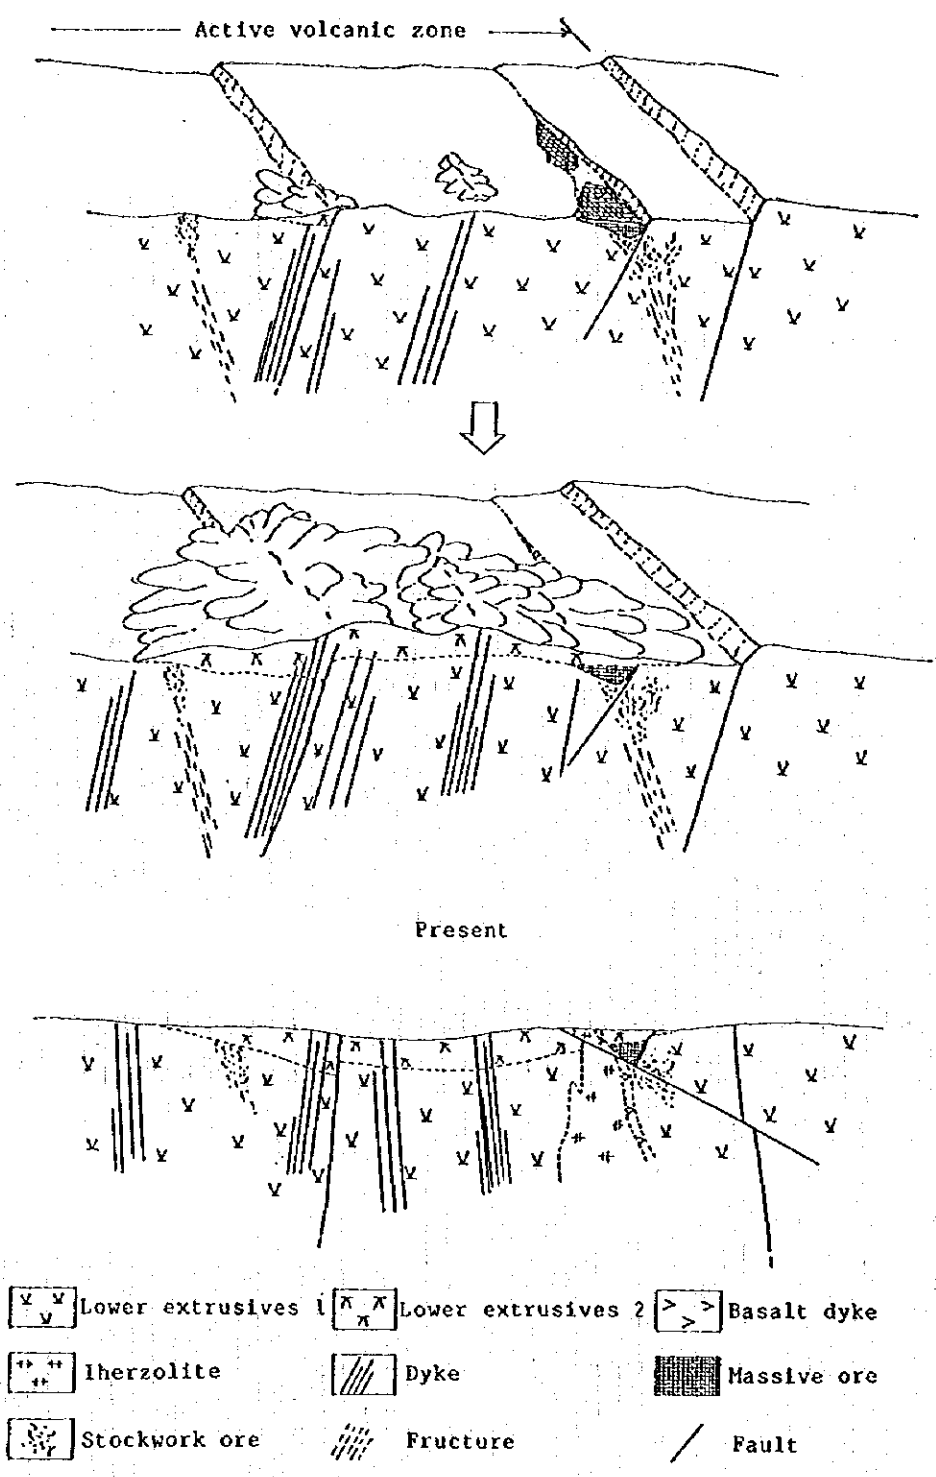 Active volcanic zone
Present
Lower extrusives 1
Lower extrusives 2
Basalt dyke
lherzolite
Dyke
Massive ore
Stockwork ore
Fructure
Fault